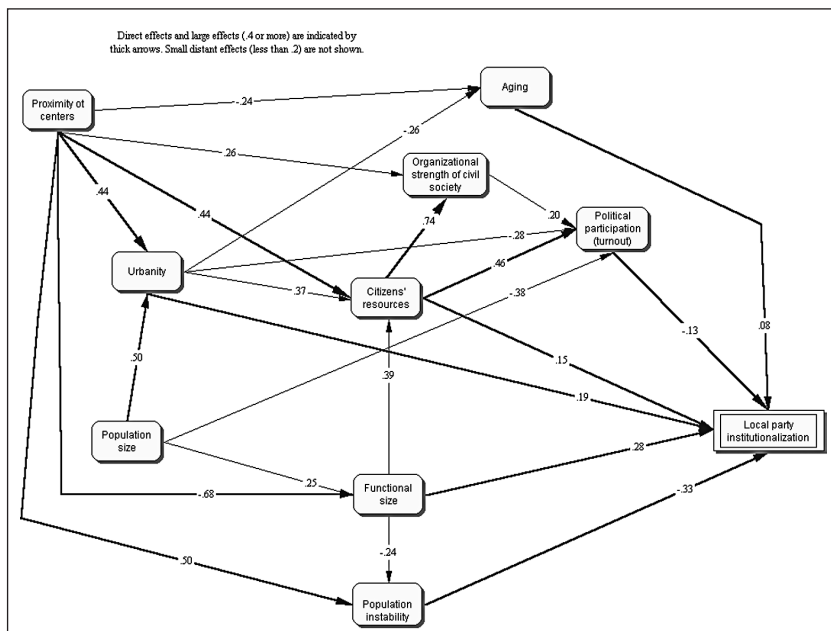 Direct effects and large effects (.4 or more) are indicated by
thick arrows. Small distant effects (less than .2) are not shown.
Aging
Proximity of
centers
-.24
-.26
.26
Organizational
strength of civil
society
.44
.44
.20
Political
participation
(turnout)
.74
-.28
Urbanity
.46
Citizens'
resources
.37
-.38
-.13
.08
.50
.15
.39
.19
Population
size
Local party
institutionalization
.28
.25
Functional
size
-.68
-.33
-.24
.50
Population
instability